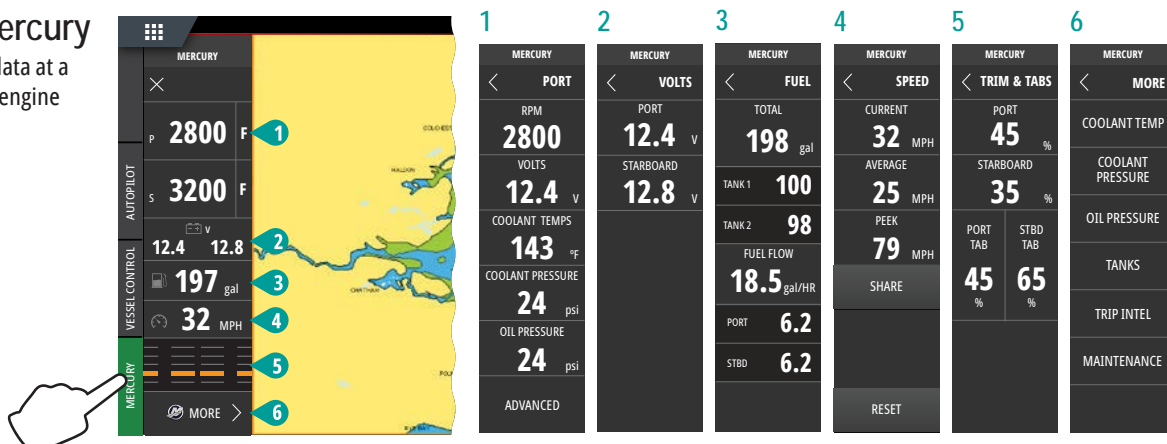 ercury
data at a
engine
MERCURY
P 2800 F
S 3200 F
V
12.4 12.8
197 gal
32 MPH
MORE
AUTOPILOT
VESSEL CONTROL
MERCURY
MALDON
CHATHAM
1
2
3
4
5
6
1
MERCURY
PORT
RPM
2800
VOLTS
12.4 V
COOLANT TEMPS
143 °F
COOLANT PRESSURE
24 psi
OIL PRESSURE
24 psi
ADVANCED
2
MERCURY
VOLTS
PORT
12.4 V
STARBOARD
12.8 V
3
MERCURY
FUEL
TOTAL
198 gal
TANK 1 100
TANK 2 98
FUEL FLOW
18.5 gal/HR
PORT 6.2
STBD 6.2
4
MERCURY
SPEED
CURRENT
32 MPH
AVERAGE
25 MPH
PEEK
79 MPH
SHARE
RESET
5
MERCURY
TRIM & TABS
PORT
45 %
STARBOARD
35 %
PORT STBD
TAB TAB
45 65
% %
6
MERCURY
MORE
COOLANT TEMP
COOLANT
PRESSURE
OIL PRESSURE
TANKS
TRIP INTEL
MAINTENANCE